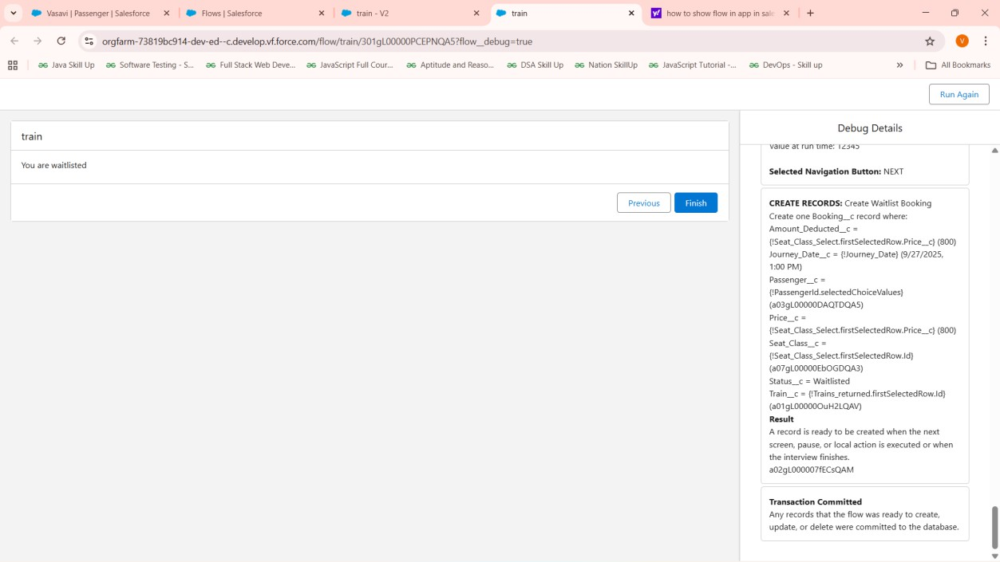 Vasavi | Passenger | Salesforce
Flows | Salesforce
train - V2
train
how to show flow in app in sale
orgfarm-73819bc914-dev-ed--c.develop.vf.force.com/flow/train/301gL00000PCEPNQA5?flow__debug=true
V
Java Skill Up
Software Testing - S...
Full Stack Web Deve...
JavaScript Full Cour...
Aptitude and Reaso...
DSA Skill Up
Nation SkillUp
JavaScript Tutorial -...
DevOps - Skill up
All Bookmarks
Run Again
train
You are waitlisted
Previous
Finish
Debug Details
value at run time: 12345
Selected Navigation Button: NEXT
CREATE RECORDS: Create Waitlist Booking
Create one Booking__c record where:
Amount_Deducted__c =
{!Seat_Class_Select.firstSelectedRow.Price__c} (800)
Journey_Date__c = {!Journey_Date} (9/27/2025,
1:00 PM)
Passenger__c =
{!PassengerId.selectedChoiceValues}
(a03gL00000DAQTDQA5)
Price__c =
{!Seat_Class_Select.firstSelectedRow.Price__c} (800)
Seat_Class__c =
{!Seat_Class_Select.firstSelectedRow.Id}
(a07gL00000EbOGDQA3)
Status__c = Waitlisted
Train__c = {!Trains_returned.firstSelectedRow.Id}
(a01gL00000OuH2LQAV)
Result
A record is ready to be created when the next
screen, pause, or local action is executed or when
the interview finishes.
a02gL000007fECsQAM
Transaction Committed
Any records that the flow was ready to create,
update, or delete were committed to the database.